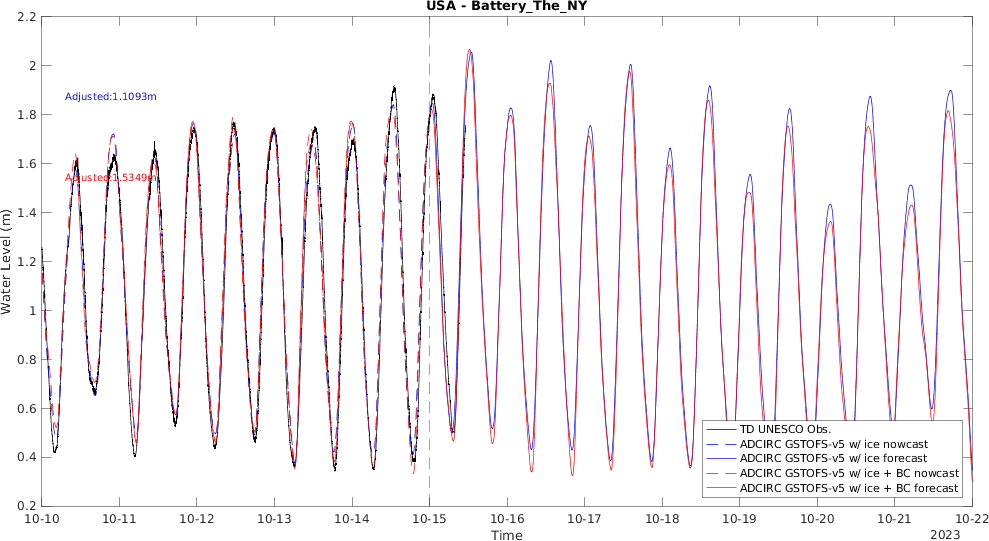 USA - Battery_The_NY
2.2
2
1.8
1.6
1.4
1.2
1
0.8
0.6
0.4
0.2
Water Level (m)
Adjusted:1.1093m
Adjusted:1.5349m
TD UNESCO Obs.
ADCIRC GSTOFS-v5 w/ ice nowcast
ADCIRC GSTOFS-v5 w/ ice forecast
ADCIRC GSTOFS-v5 w/ ice + BC nowcast
ADCIRC GSTOFS-v5 w/ ice + BC forecast
10-10 10-11 10-12 10-13 10-14 10-15 10-16 10-17 10-18 10-19 10-20 10-21 10-22
Time
2023